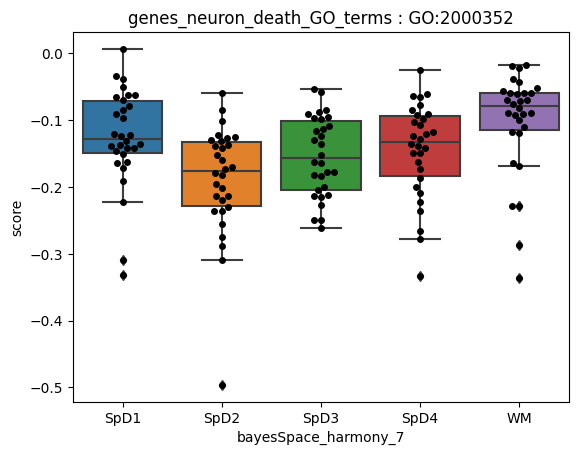 genes_neuron_death_GO_terms : GO:2000352
0.0
−0.1
−0.2
−0.3
−0.4
−0.5
score
SpD1 SpD2 SpD3 SpD4 WM
bayesSpace_harmony_7